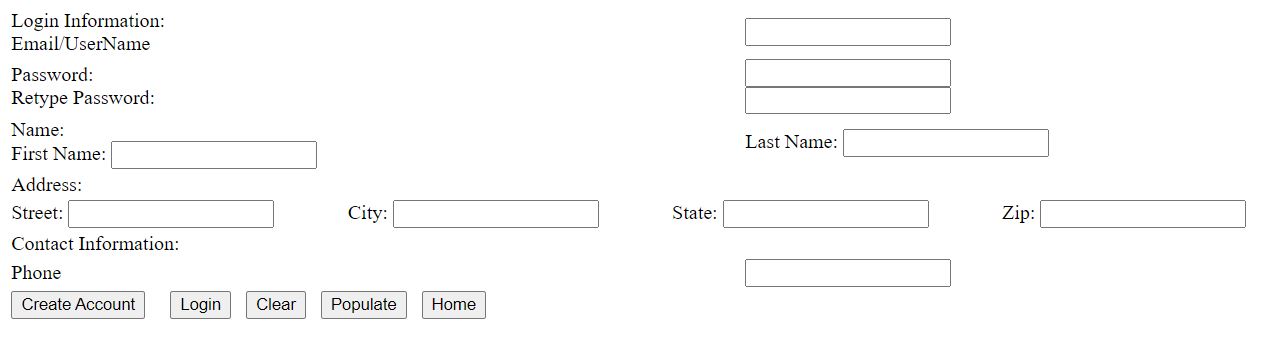 Login Information:
Email/UserName
Password:
Retype Password:
Name:
First Name: Last Name:
Address:
Street: City: State: Zip:
Contact Information:
Phone
Create Account Login Clear Populate Home